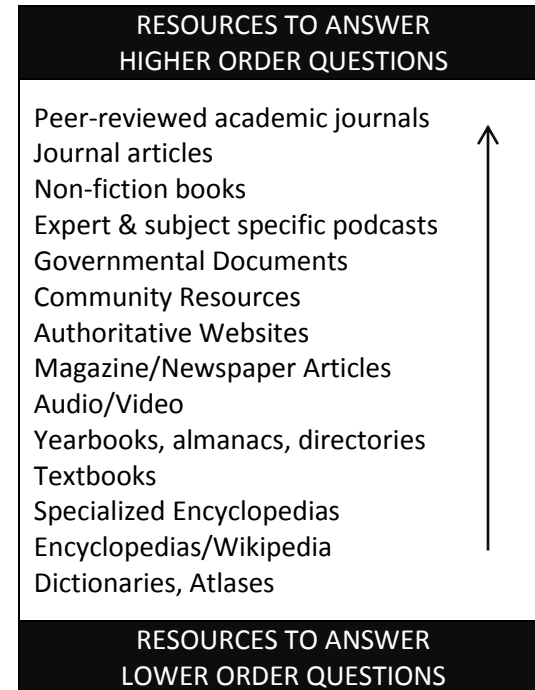 RESOURCES TO ANSWER
HIGHER ORDER QUESTIONS
Peer-reviewed academic journals
Journal articles
Non-fiction books
Expert & subject specific podcasts
Governmental Documents
Community Resources
Authoritative Websites
Magazine/Newspaper Articles
Audio/Video
Yearbooks, almanacs, directories
Textbooks
Specialized Encyclopedias
Encyclopedias/Wikipedia
Dictionaries, Atlases
RESOURCES TO ANSWER
LOWER ORDER QUESTIONS